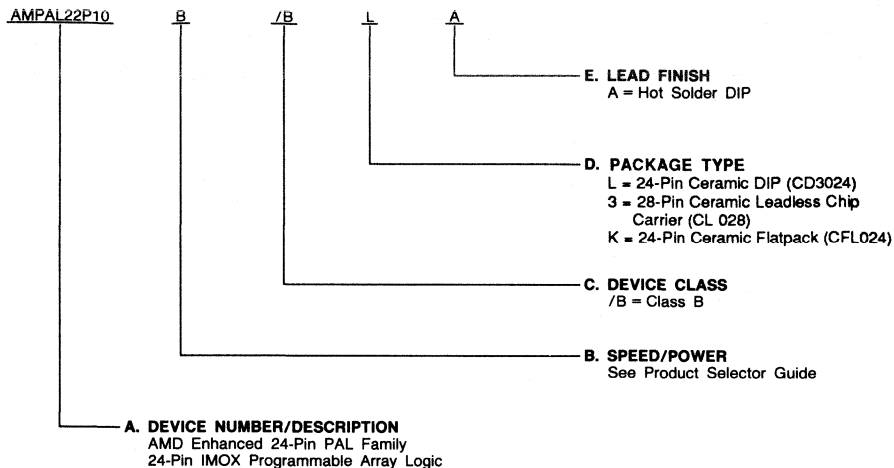 AMPAL22P10 B /B L A
E. LEAD FINISH
A = Hot Solder DIP
D. PACKAGE TYPE
L = 24-Pin Ceramic DIP (CD3024)
3 = 28-Pin Ceramic Leadless Chip
Carrier (CL 028)
K = 24-Pin Ceramic Flatpack (CFL024)
C. DEVICE CLASS
/B = Class B
B. SPEED/POWER
See Product Selector Guide
A. DEVICE NUMBER/DESCRIPTION
AMD Enhanced 24-Pin PAL Family
24-Pin IMOX Programmable Array Logic